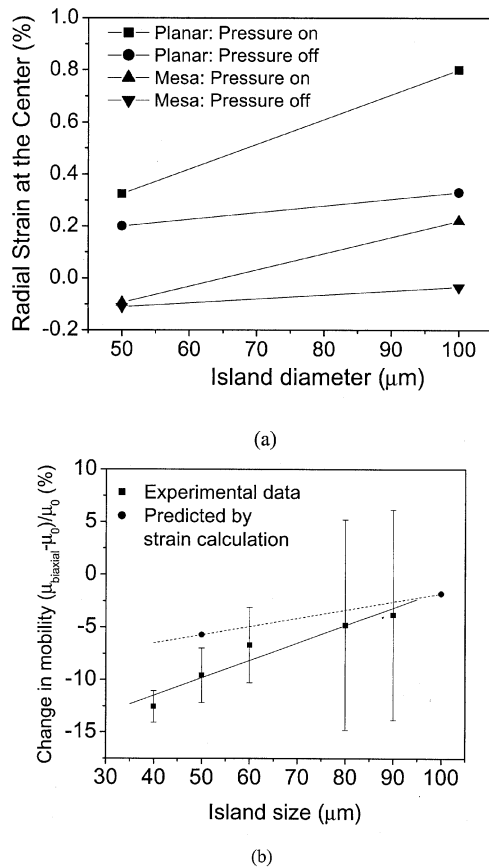 Planar: Pressure on
Planar: Pressure off
Mesa: Pressure on
Mesa: Pressure off
Radial Strain at the Center (%)
1.0
0.8
0.6
0.4
0.2
0.0
-0.2
50 60 70 80 90 100
Island diameter (μm)
(a)
Experimental data
Predicted by
strain calculation
Change in mobility (μbiaxial-μ0)/μ0 (%)
10
5
0
-5
-10
-15
30 40 50 60 70 80 90 100
Island size (μm)
(b)